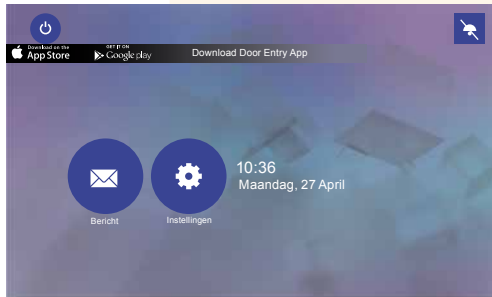 Download on the
App Store
GET IT ON
Google play
Download Door Entry App
10:36
Maandag, 27 April
Bericht
Instellingen